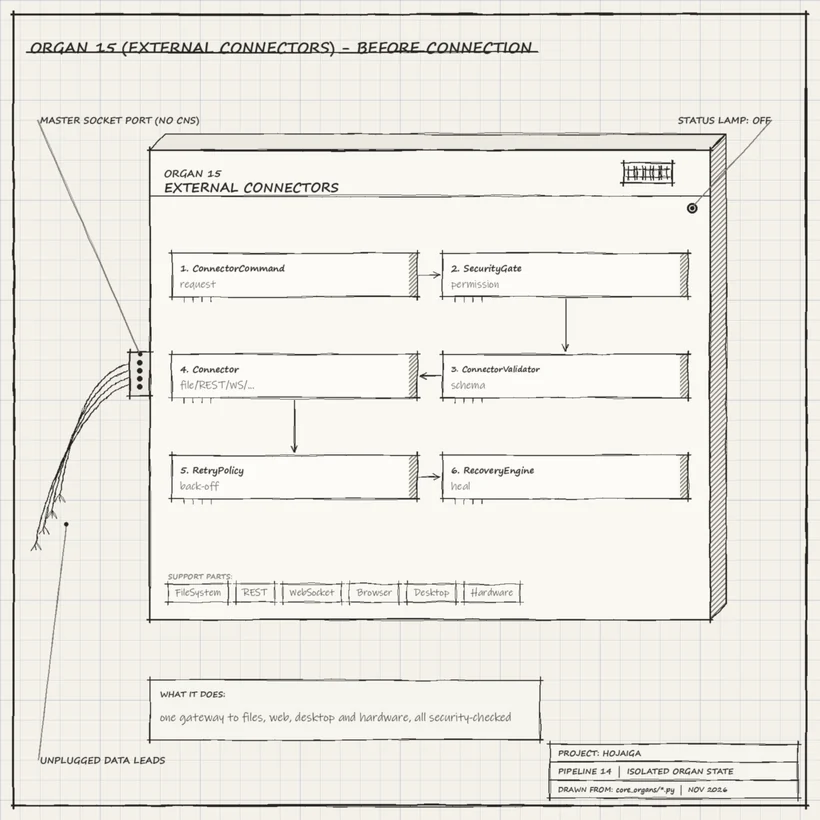 ORGAN 15 (EXTERNAL CONNECTORS) - BEFORE CONNECTION
MASTER SOCKET PORT (NO CNS)
STATUS LAMP: OFF
ORGAN 15
EXTERNAL CONNECTORS
1. ConnectorCommand
request
2. SecurityGate
permission
4. Connector
file/REST/WS/...
3. ConnectorValidator
schema
5. RetryPolicy
back-off
6. RecoveryEngine
heal
SUPPORT PARTS:
FileSystem
REST
WebSocket
Browser
Desktop
Hardware
WHAT IT DOES:
one gateway to files, web, desktop and hardware, all security-checked
UNPLUGGED DATA LEADS
PROJECT: HOJAIGA
PIPELINE 14 | ISOLATED ORGAN STATE
DRAWN FROM: core_organs/*.py | NOV 2026